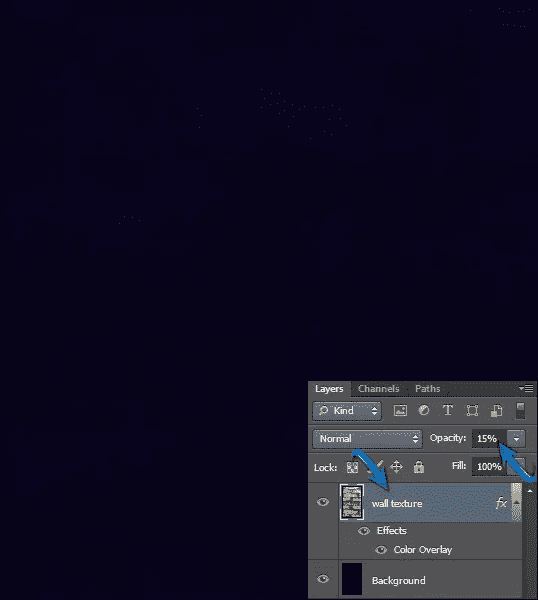 Layers Channels Paths
Kind
Normal Opacity: 15%
Lock: Fill: 100%
wall texture fx
Effects
Color Overlay
Background